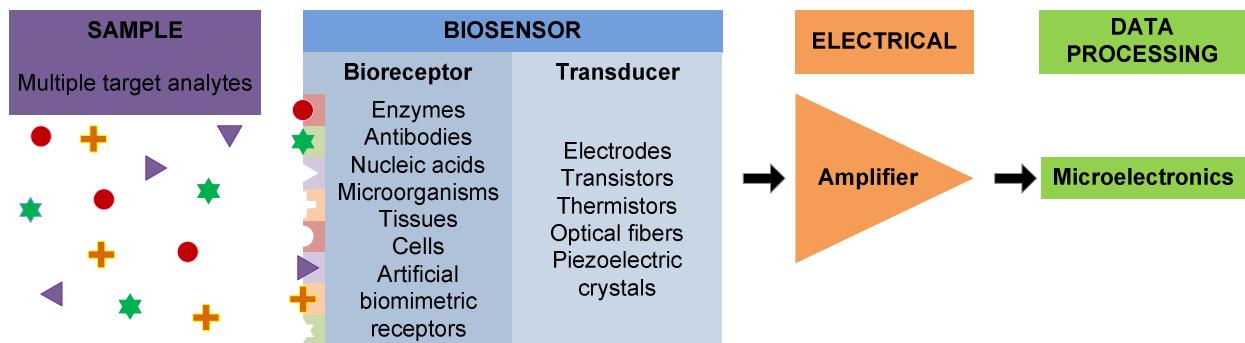 SAMPLE
Multiple target analytes
BIOSENSOR
Bioreceptor
Enzymes
Antibodies
Nucleic acids
Microorganisms
Tissues
Cells
Artificial
biomimetric
receptors
Transducer
Electrodes
Transistors
Thermistors
Optical fibers
Piezoelectric
crystals
ELECTRICAL
Amplifier
DATA
PROCESSING
Microelectronics